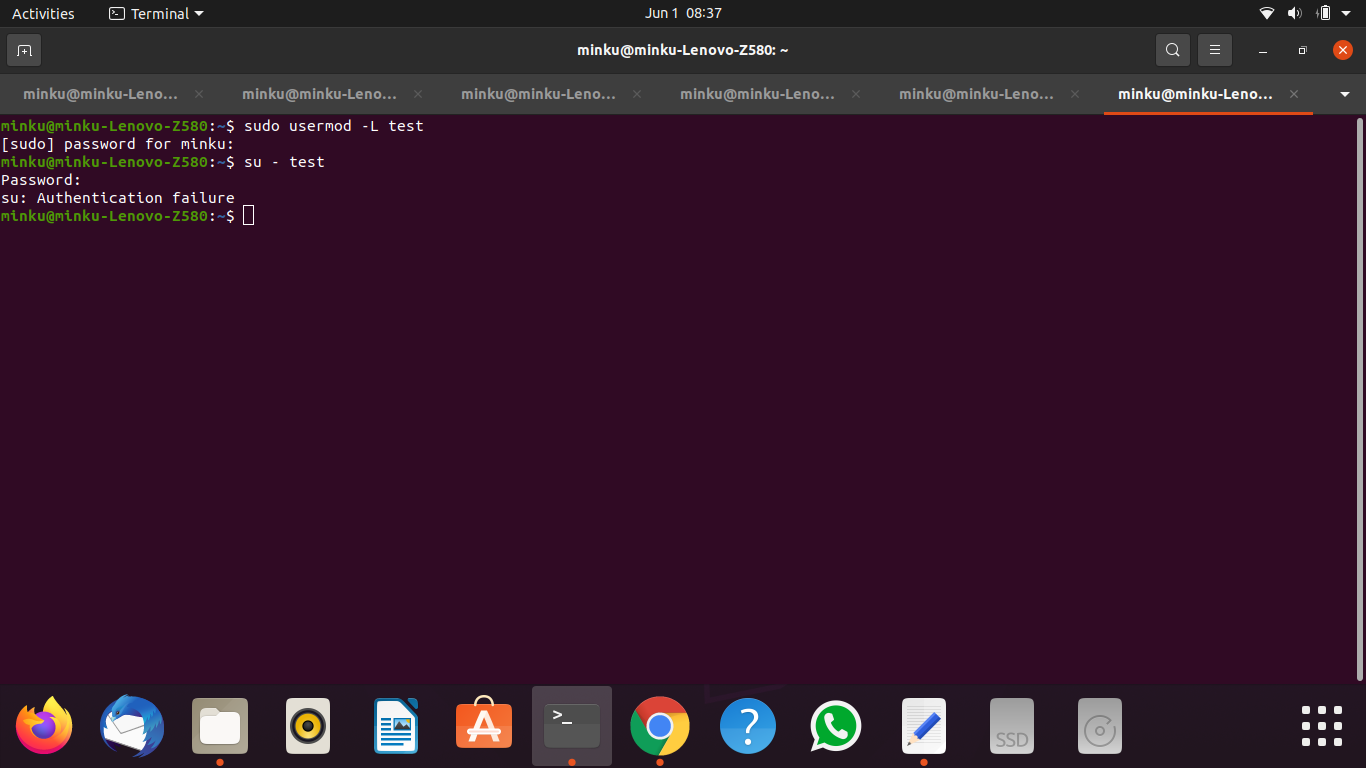 Activities
Terminal
Jun 1 08:37
minku@minku-Lenovo-Z580: ~
minku@minku-Leno...
minku@minku-Leno...
minku@minku-Leno...
minku@minku-Leno...
minku@minku-Leno...
minku@minku-Leno...
minku@minku-Lenovo-Z580:~$ sudo usermod -L test
[sudo] password for minku:
minku@minku-Lenovo-Z580:~$ su - test
Password:
su: Authentication failure
minku@minku-Lenovo-Z580:~$
>_
?
SSD